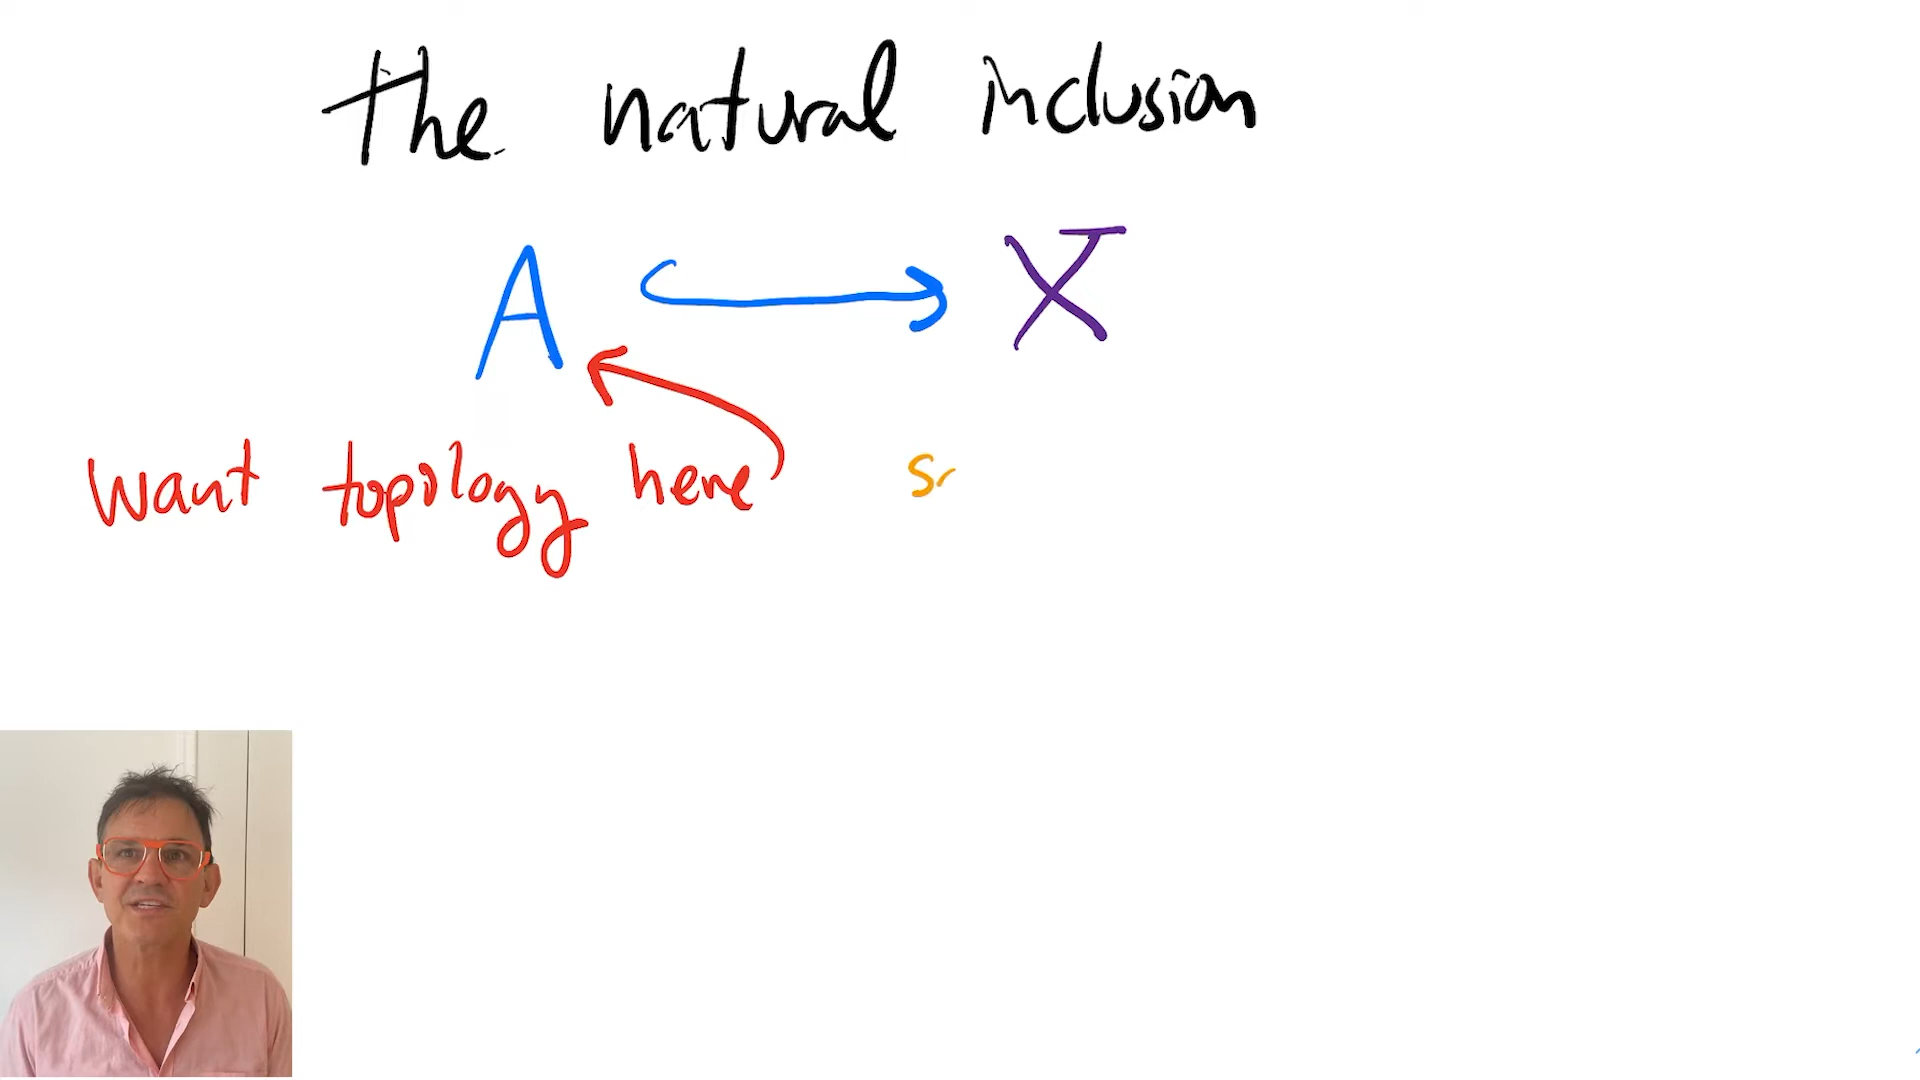 the natural inclusion
A ↪ X
want topology here